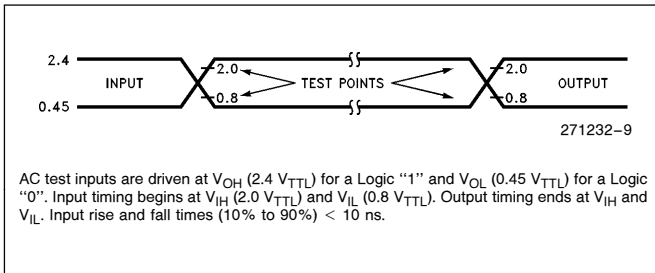 2.4
INPUT
2.0
TEST POINTS
2.0
OUTPUT
0.45
0.8
0.8
271232–9
AC test inputs are driven at VOH (2.4 VTTL) for a Logic “1” and VOL (0.45 VTTL) for a Logic
“0”. Input timing begins at VIH (2.0 VTTL) and VIL (0.8 VTTL). Output timing ends at VIH and
VIL. Input rise and fall times (10% to 90%) < 10 ns.